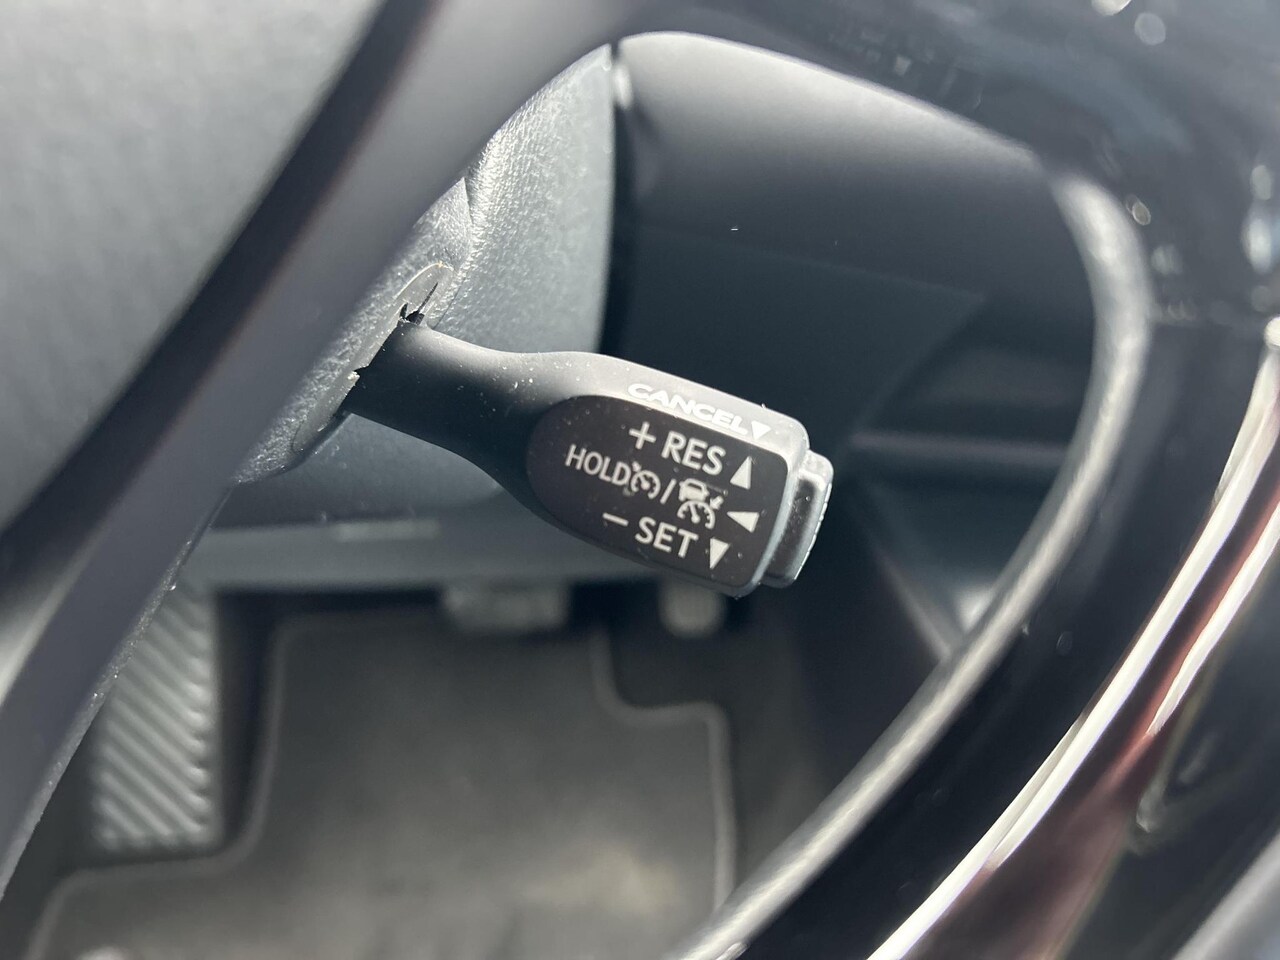 CANCEL▼
+ RES ▲
HOLD / ◀
− SET ▼